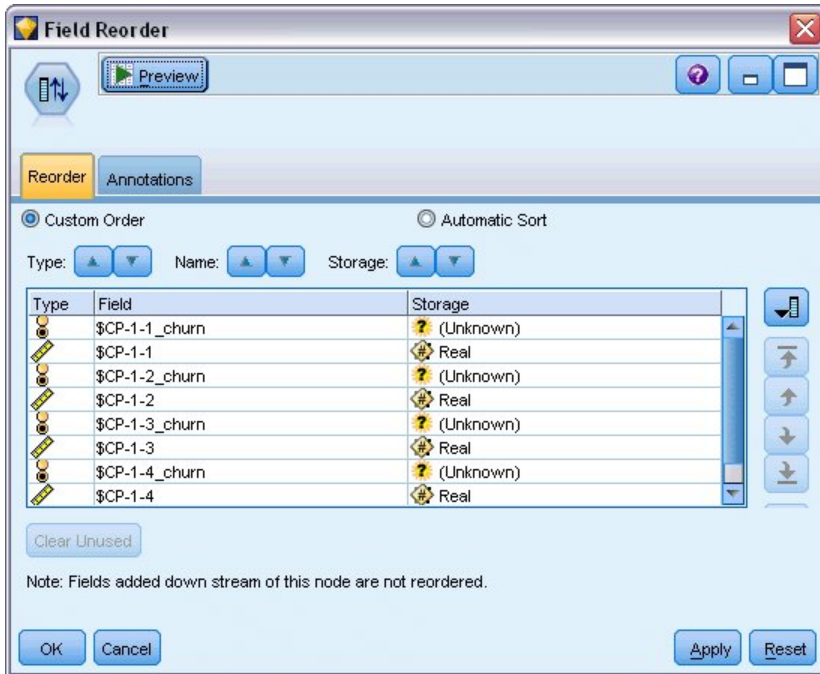 Field Reorder
Preview
Reorder Annotations
Custom Order Automatic Sort
Type: Name: Storage:
Type Field Storage
$CP-1-1_churn ? (Unknown)
$CP-1-1 # Real
$CP-1-2_churn ? (Unknown)
$CP-1-2 # Real
$CP-1-3_churn ? (Unknown)
$CP-1-3 # Real
$CP-1-4_churn ? (Unknown)
$CP-1-4 # Real
Clear Unused
Note: Fields added down stream of this node are not reordered.
OK Cancel Apply Reset